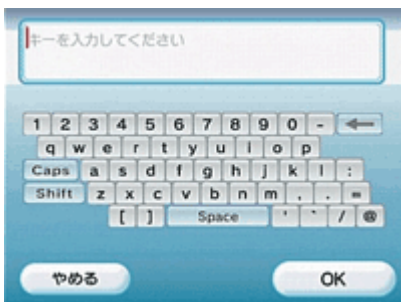 キーを入力してください
1 2 3 4 5 6 7 8 9 0 - ←
q w e r t y u i o p
Caps a s d f g h j k l :
Shift z x c v b n m , . =
[ ] Space ' ` / @
やめる OK